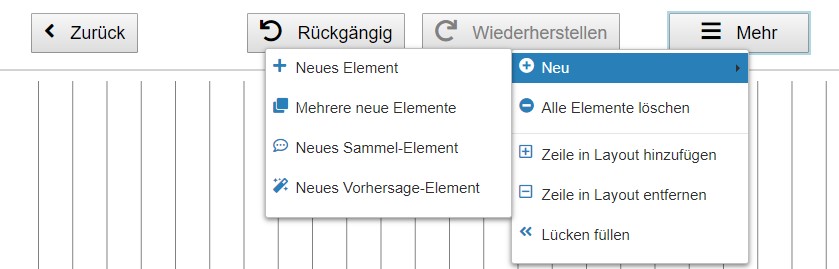 Zurück
Rückgängig
Wiederherstellen
Mehr
Neues Element
Mehrere neue Elemente
Neues Sammel-Element
Neues Vorhersage-Element
Neu
Alle Elemente löschen
Zeile in Layout hinzufügen
Zeile in Layout entfernen
Lücken füllen